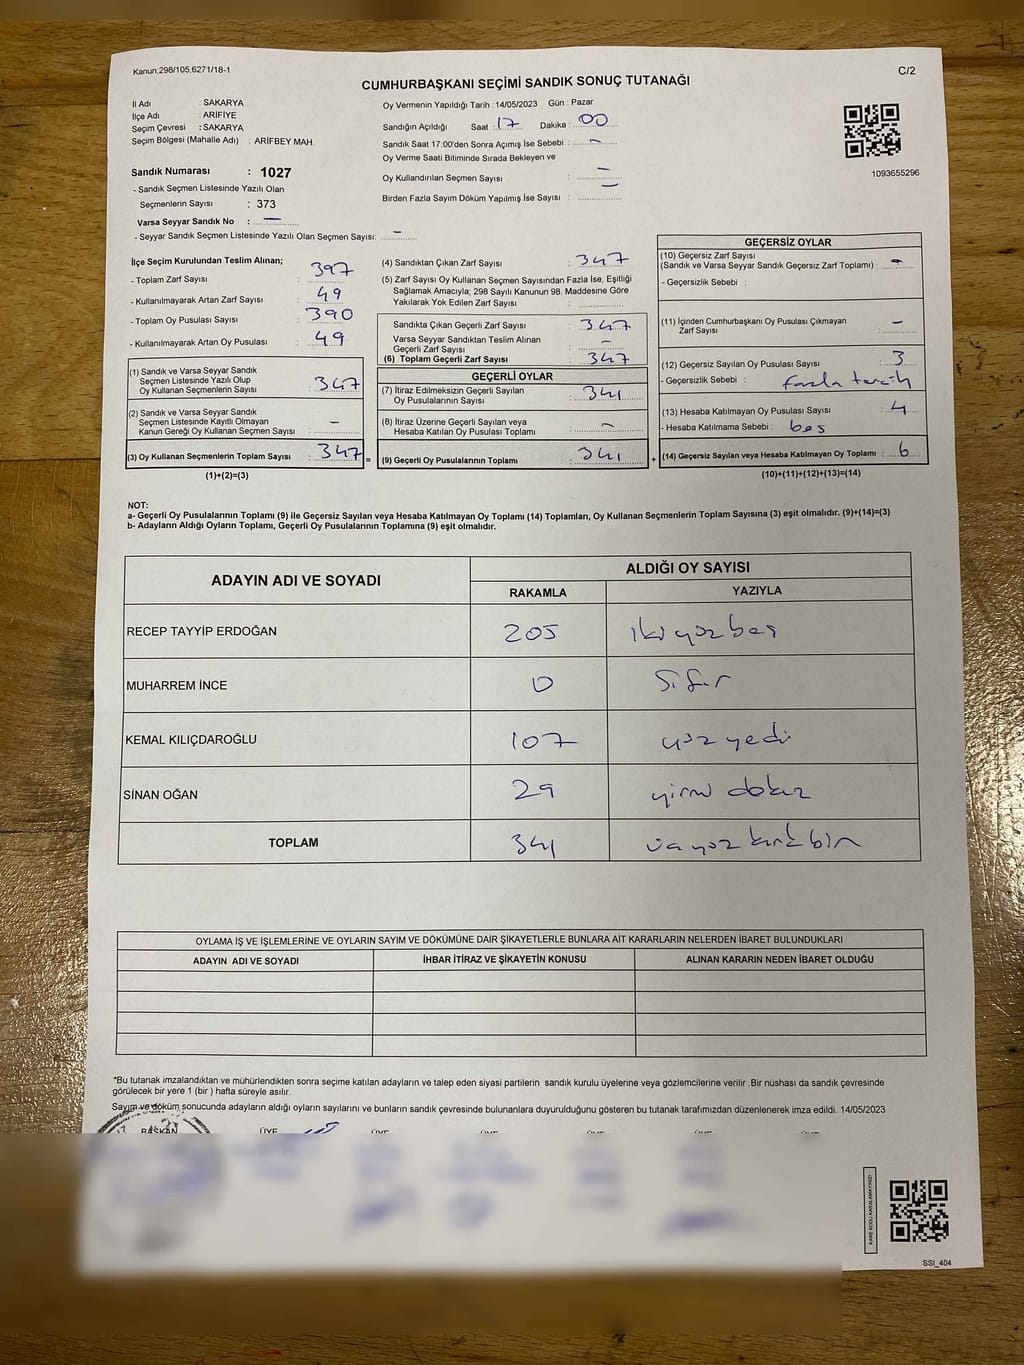 Kanun,298/105,6271/18-1
C/2
CUMHURBAŞKANI SEÇİMİ SANDIK SONUÇ TUTANAĞI
İl Adı : SAKARYA
İlçe Adı : ARİFİYE
Seçim Çevresi : SAKARYA
Seçim Bölgesi (Mahalle Adı) : ARİFBEY MAH.
Sandık Numarası : 1027
- Sandık Seçmen Listesinde Yazılı Olan
Seçmenlerin Sayısı : 373
Varsa Seyyar Sandık No : —
- Seyyar Sandık Seçmen Listesinde Yazılı Olan Seçmen Sayısı: -
Oy Vermenin Yapıldığı Tarih : 14/05/2023 Gün : Pazar
Sandığın Açıldığı Saat : 17 Dakika : 00
Sandık Saat 17:00'den Sonra Açımış İse Sebebi : -
Oy Verme Saati Bitiminde Sırada Bekleyen ve
Oy Kullandırılan Seçmen Sayısı : -
Birden Fazla Sayım Döküm Yapılmış İse Sayısı : -
1093655296
İlçe Seçim Kurulundan Teslim Alınan;
- Toplam Zarf Sayısı : 397
- Kullanılmayarak Artan Zarf Sayısı : 49
- Toplam Oy Pusulası Sayısı : 390
- Kullanılmayarak Artan Oy Pusulası : 49
(1) Sandık ve Varsa Seyyar Sandık
Seçmen Listesinde Yazılı Olup
Oy Kullanan Seçmenlerin Sayısı : 347
(2) Sandık ve Varsa Seyyar Sandık
Seçmen Listesinde Kayıtlı Olmayan
Kanun Gereği Oy Kullanan Seçmen Sayısı : -
(3) Oy Kullanan Seçmenlerin Toplam Sayısı : 347 =
(1)+(2)=(3)
(4) Sandıktan Çıkan Zarf Sayısı : 347
(5) Zarf Sayısı Oy Kullanan Seçmen Sayısından Fazla İse, Eşitliği
Sağlamak Amacıyla; 298 Sayılı Kanunun 98. Maddesine Göre
Yakılarak Yok Edilen Zarf Sayısı :
Sandıkta Çıkan Geçerli Zarf Sayısı : 347
Varsa Seyyar Sandıktan Teslim Alınan
Geçerli Zarf Sayısı : -
(6) Toplam Geçerli Zarf Sayısı : 347
GEÇERLİ OYLAR
(7) İtiraz Edilmeksizin Geçerli Sayılan
Oy Pusulalarının Sayısı : 341
(8) İtiraz Üzerine Geçerli Sayılan veya
Hesaba Katılan Oy Pusulası Toplamı : -
(9) Geçerli Oy Pusulalarının Toplamı : 341 +
GEÇERSİZ OYLAR
(10) Geçersiz Zarf Sayısı
(Sandık ve Varsa Seyyar Sandık Geçersiz Zarf Toplamı) : -
- Geçersizlik Sebebi :
(11) İçinden Cumhurbaşkanı Oy Pusulası Çıkmayan
Zarf Sayısı : -
(12) Geçersiz Sayılan Oy Pusulası Sayısı : 3
- Geçersizlik Sebebi : fazla tercih
(13) Hesaba Katılmayan Oy Pusulası Sayısı : 4
- Hesaba Katılmama Sebebi : boş
(14) Geçersiz Sayılan veya Hesaba Katılmayan Oy Toplamı : 6
(10)+(11)+(12)+(13)=(14)
NOT:
a- Geçerli Oy Pusulalarının Toplamı (9) ile Geçersiz Sayılan veya Hesaba Katılmayan Oy Toplamı (14) Toplamları, Oy Kullanan Seçmenlerin Toplam Sayısına (3) eşit olmalıdır. (9)+(14)=(3)
b- Adayların Aldığı Oyların Toplamı, Geçerli Oy Pusulalarının Toplamına (9) eşit olmalıdır.
ADAYIN ADI VE SOYADI ALDIĞI OY SAYISI
RAKAMLA YAZIYLA
RECEP TAYYİP ERDOĞAN 205 iki yüz beş
MUHARREM İNCE 0 Sıfır
KEMAL KILIÇDAROĞLU 107 yüz yedi
SİNAN OĞAN 29 yirmi dokuz
TOPLAM 341 üç yüz kırk bir
OYLAMA İŞ VE İŞLEMLERİNE VE OYLARIN SAYIM VE DÖKÜMÜNE DAİR ŞİKAYETLERLE BUNLARA AİT KARARLARIN NELERDEN İBARET BULUNDUKLARI
ADAYIN ADI VE SOYADI İHBAR İTİRAZ VE ŞİKAYETİN KONUSU ALINAN KARARIN NEDEN İBARET OLDUĞU
*Bu tutanak imzalandıktan ve mühürlendikten sonra seçime katılan adayların ve talep eden siyasi partilerin sandık kurulu üyelerine veya gözlemcilerine verilir .Bir nüshası da sandık çevresinde
görülecek bir yere 1 (bir ) hafta süreyle asılır.
Sayım ve döküm sonucunda adayların aldığı oyların sayılarını ve bunların sandık çevresinde bulunanlara duyurulduğunu gösteren bu tutanak tarafımızdan düzenlenerek imza edildi. 14/05/2023
BAŞKAN ÜYE ÜYE ÜYE ÜYE ÜYE ÜYE
KARE KODU KARALAMAYINIZ!
SSI_404